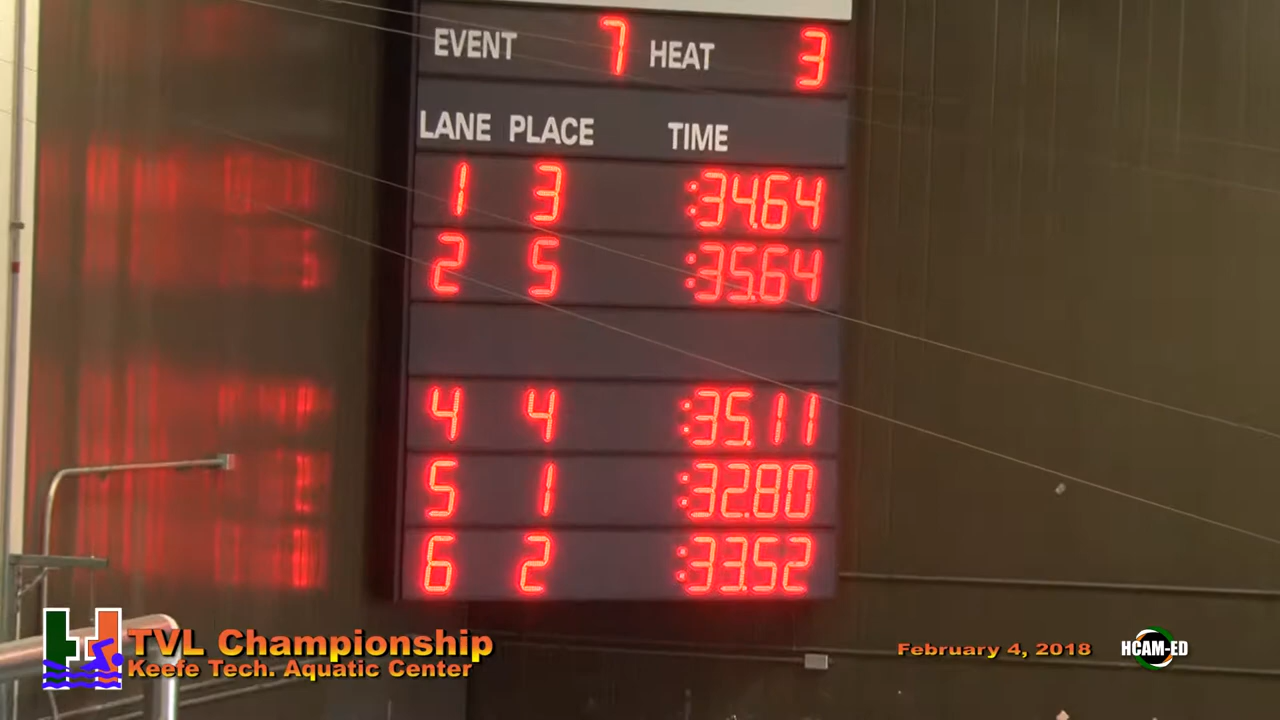 EVENT 7 HEAT 3
LANE PLACE TIME
1 3 :34.64
2 5 :35.64
4 4 :35.11
5 1 :32.80
6 2 :33.52
TVL Championship
Keefe Tech. Aquatic Center
February 4, 2018
HCAM-ED